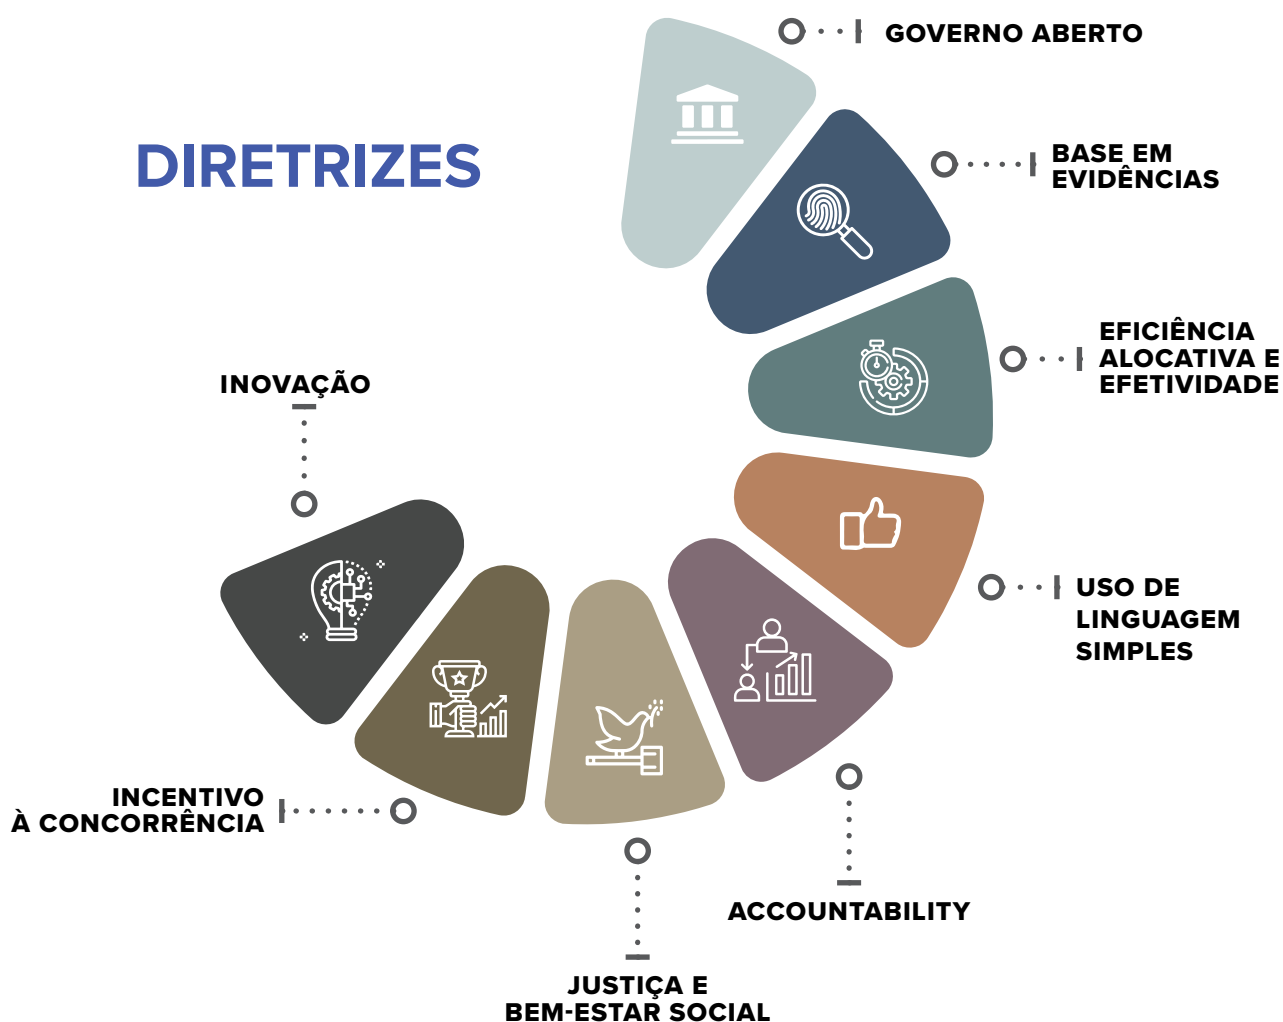 DIRETRIZES
GOVERNO ABERTO
BASE EM
EVIDÊNCIAS
EFICIÊNCIA
ALOCATIVA E
EFETIVIDADE
USO DE
LINGUAGEM
SIMPLES
ACCOUNTABILITY
JUSTIÇA E
BEM-ESTAR SOCIAL
INCENTIVO
À CONCORRÊNCIA
INOVAÇÃO